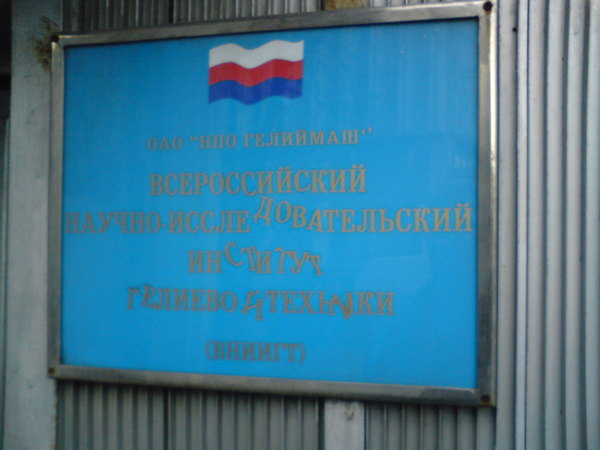 ОАО "НПО ГЕЛИЙМАШ"
ВСЕРОССИЙСКИЙ
НАУЧНО-ИССЛЕДОВАТЕЛЬСКИЙ
ИНСТИТУТ
ГЕЛИЕВОЙ ТЕХНИКИ
(ВНИИГТ)